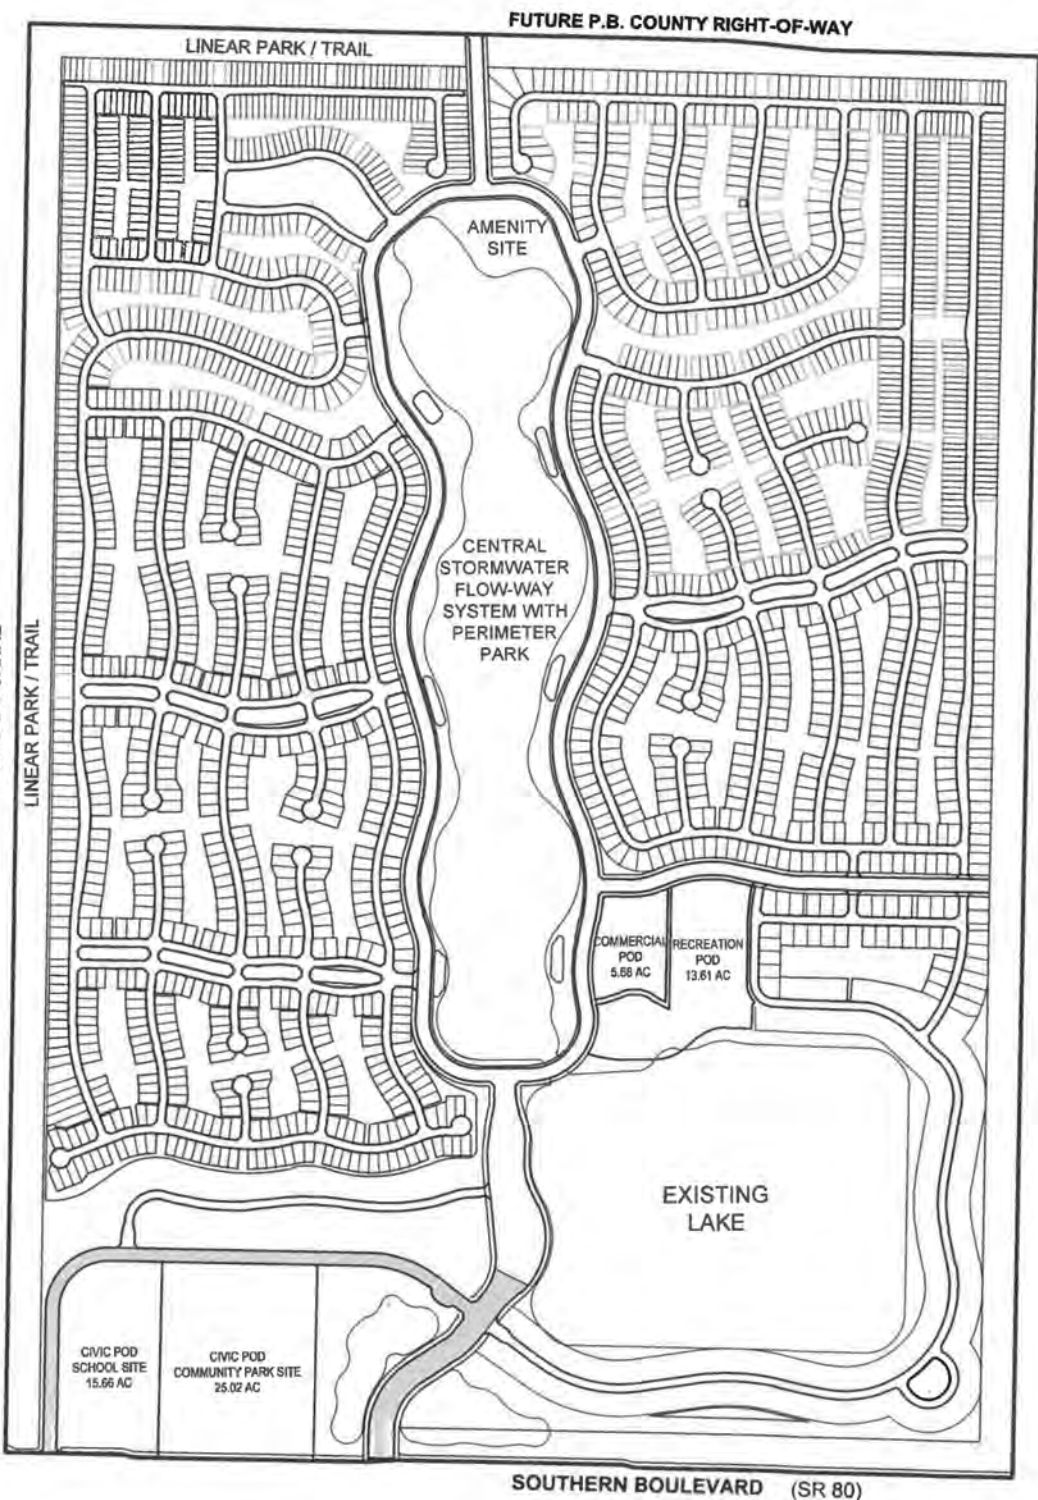 FUTURE P.B. COUNTY RIGHT-OF-WAY
LINEAR PARK / TRAIL
AMENITY
SITE
CENTRAL
STORMWATER
FLOW-WAY
SYSTEM WITH
PERIMETER
PARK
LINEAR PARK / TRAIL
COMMERCIAL
POD
5.68 AC
RECREATION
POD
13.61 AC
EXISTING
LAKE
CIVIC POD
SCHOOL SITE
15.66 AC
CIVIC POD
COMMUNITY PARK SITE
25.02 AC
SOUTHERN BOULEVARD (SR 80)